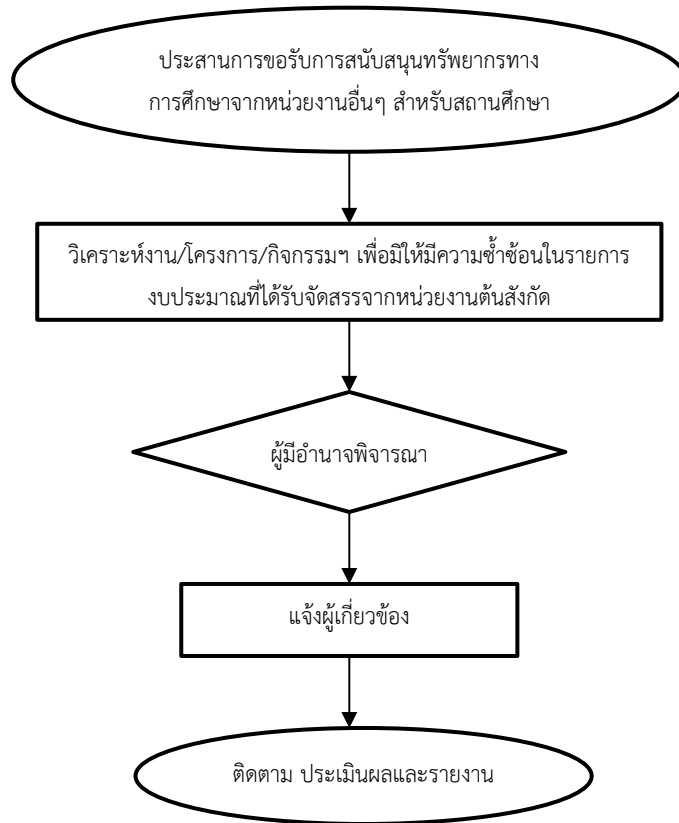 ประสานการขอรับการสนับสนุนทรัพยากรทาง
การศึกษาจากหน่วยงานอื่นๆ สำหรับสถานศึกษา
วิเคราะห์งาน/โครงการ/กิจกรรมฯ เพื่อมิให้มีความซ้ำซ้อนในรายการ
งบประมาณที่ได้รับจัดสรรจากหน่วยงานต้นสังกัด
ผู้มีอำนาจพิจารณา
แจ้งผู้เกี่ยวข้อง
ติดตาม ประเมินผลและรายงาน